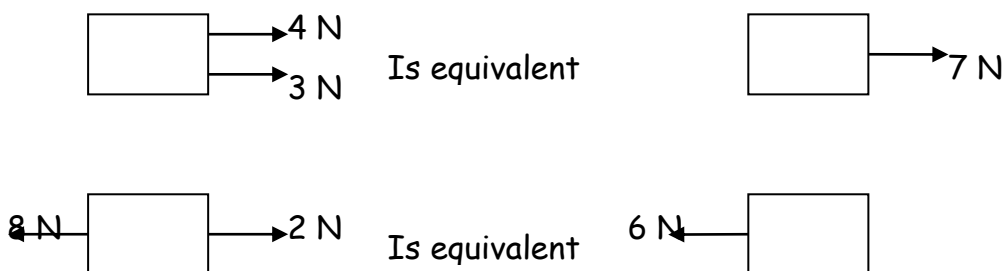 4 N
3 N
Is equivalent
7 N
8 N
2 N
Is equivalent
6 N